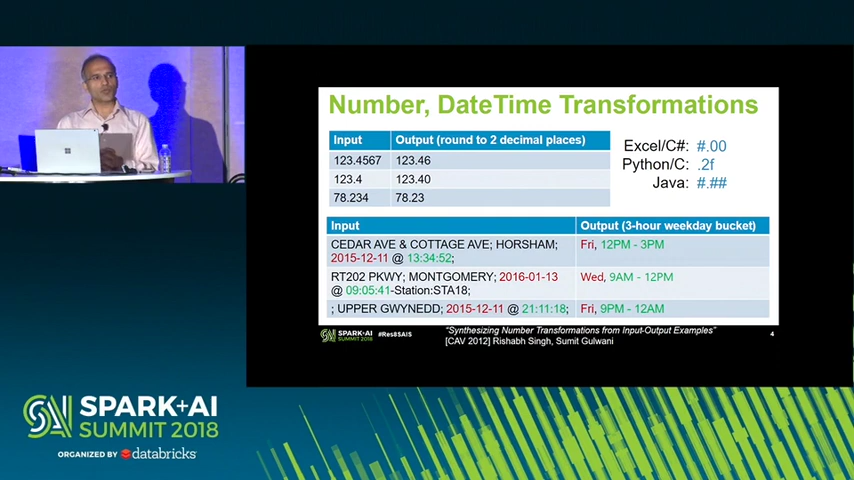 Number, DateTime Transformations
Input Output (round to 2 decimal places)
123.4567 123.46
123.4 123.40
78.234 78.23
Excel/C#: #.00
Python/C: .2f
Java: #.##
Input Output (3-hour weekday bucket)
CEDAR AVE & COTTAGE AVE; HORSHAM; Fri, 12PM - 3PM
2015-12-11 @ 13:34:52;
RT202 PKWY; MONTGOMERY; 2016-01-13 Wed, 9AM - 12PM
@ 09:05:41-Station:STA18;
; UPPER GWYNEDD; 2015-12-11 @ 21:11:18; Fri, 9PM - 12AM
SPARK+AI
SUMMIT 2018
#Res8SAIS
"Synthesizing Number Transformations from Input-Output Examples"
[CAV 2012] Rishabh Singh, Sumit Gulwani
4
SPARK+AI
SUMMIT 2018
ORGANIZED BY databricks